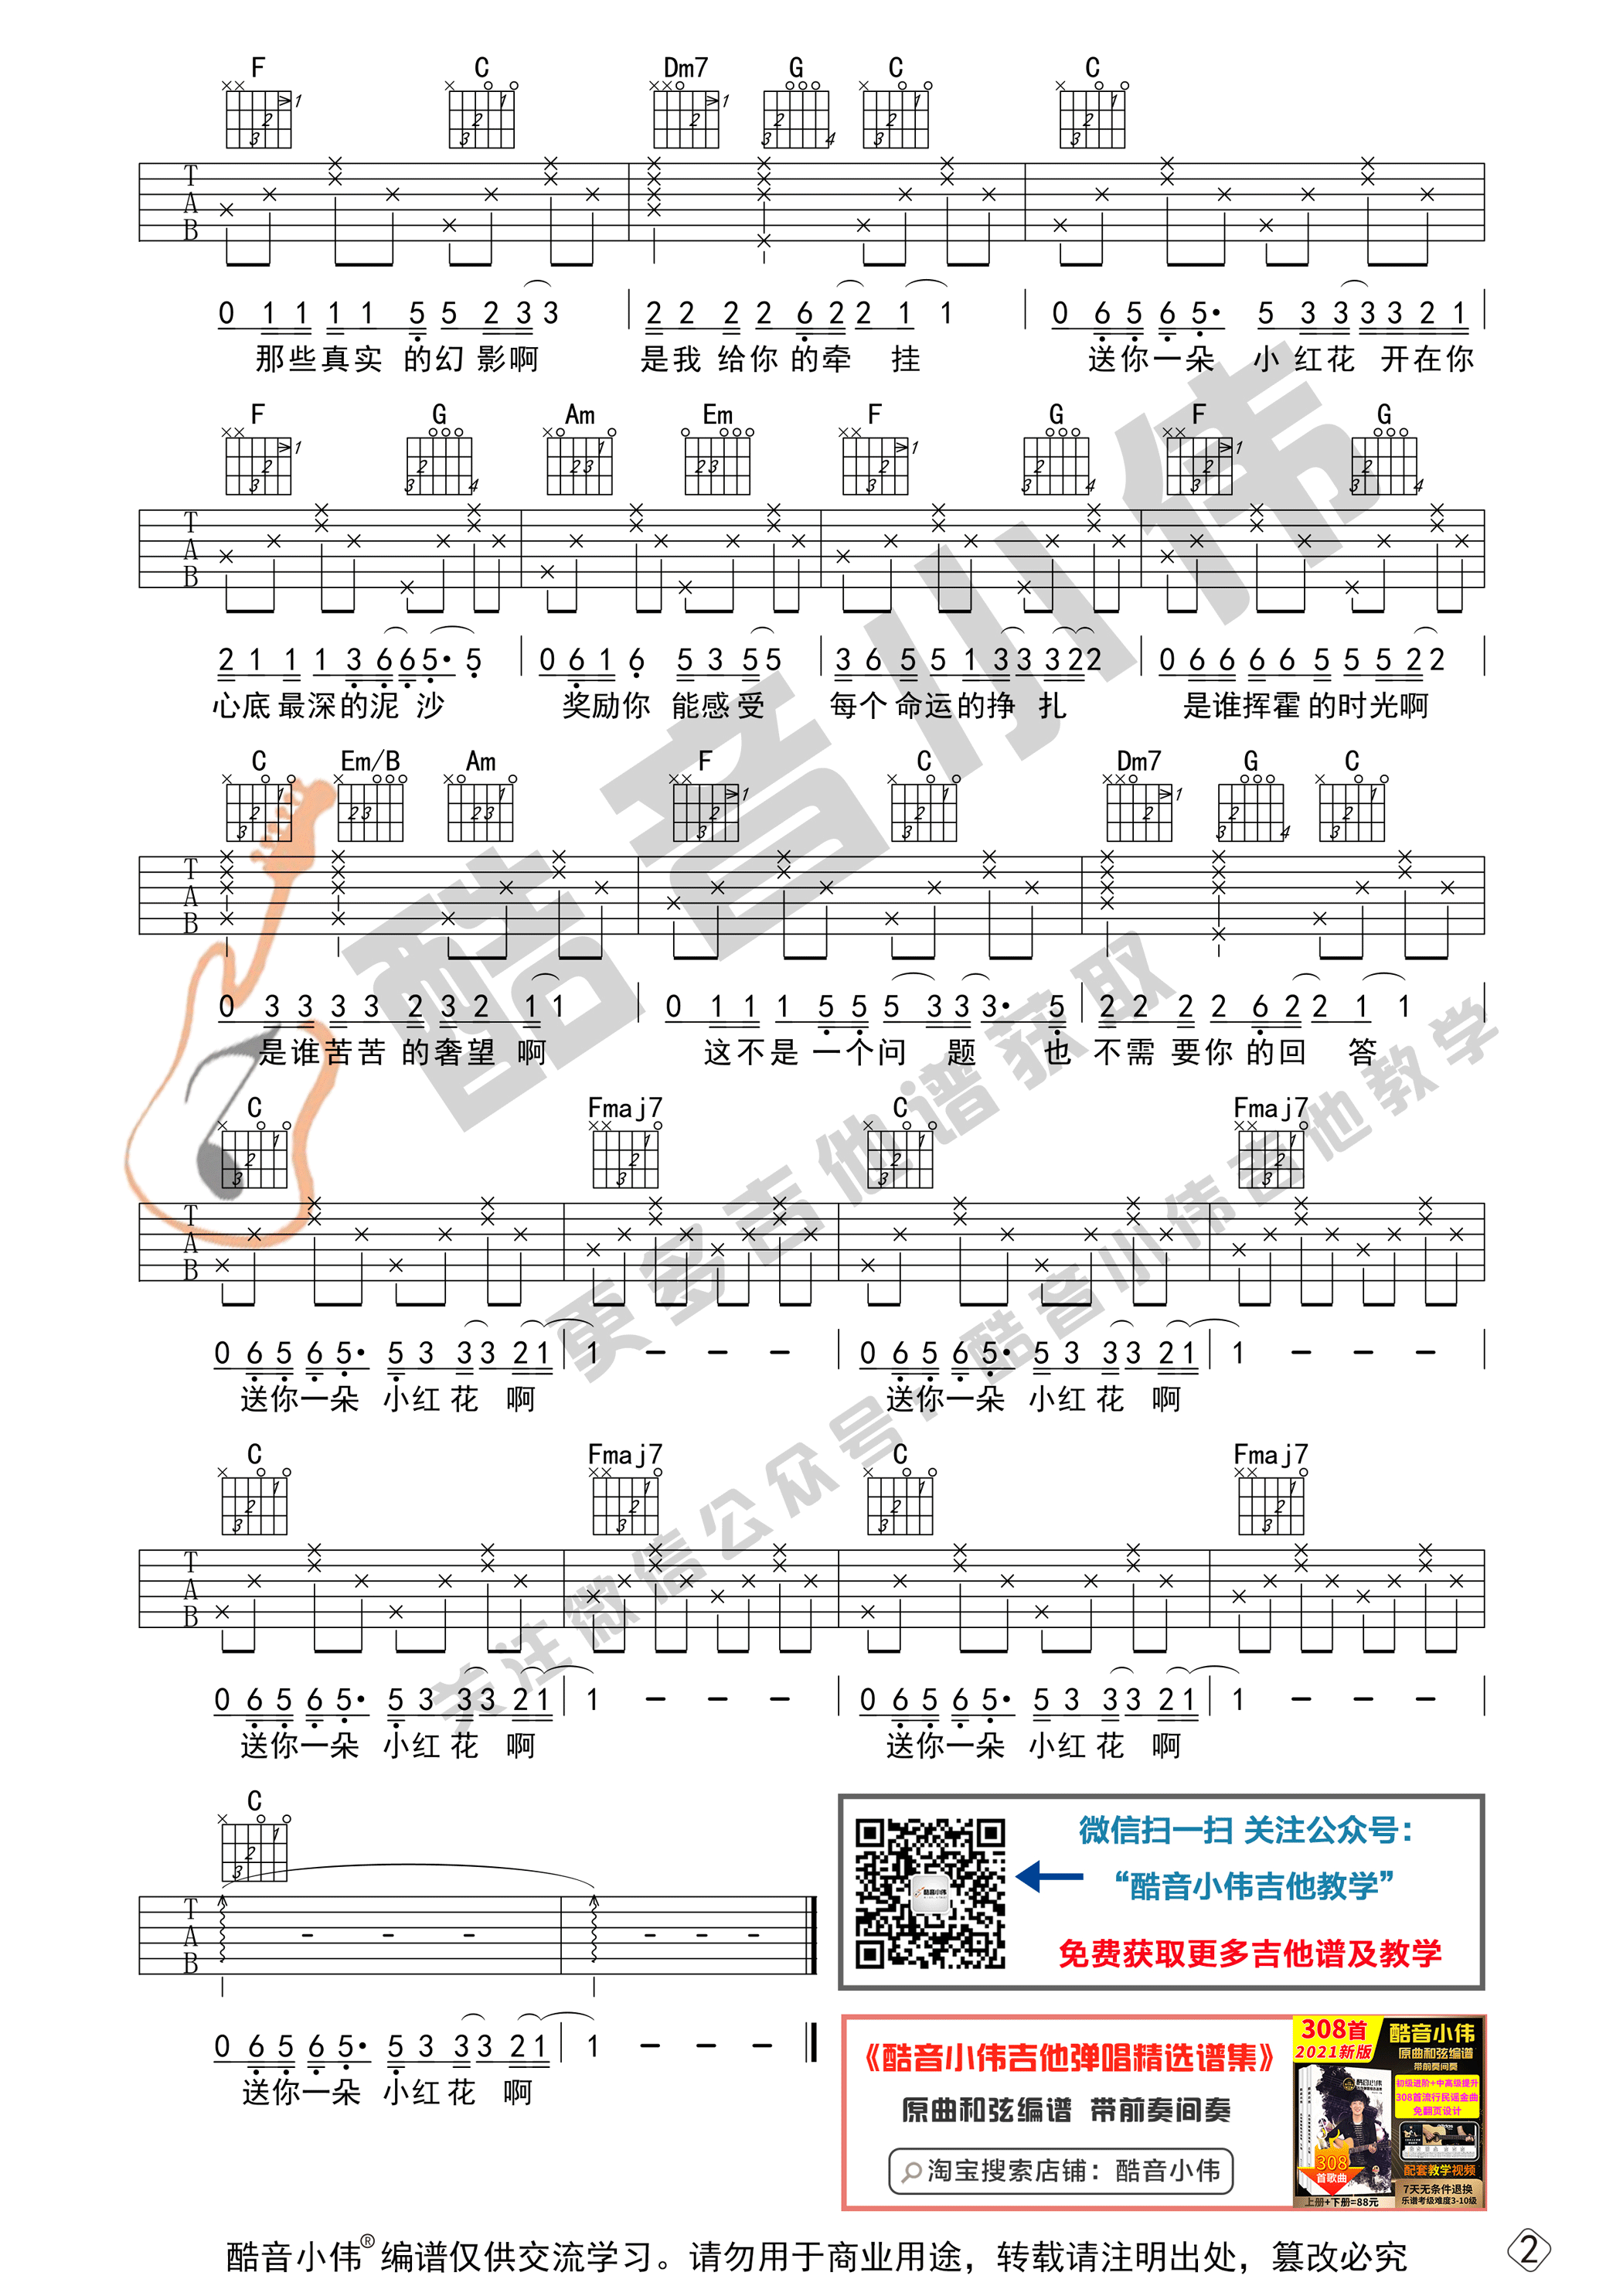 F C Dm7 G C C
0 1 1 1 1 5 5 2 3 3 2 2 2 2 6 2 2 1 1 0 6 5 6 5· 5 3 3 3 3 2 1
那些真实 的幻 影啊 是我 给你 的牵 挂 送你一朵 小 红花 开在你
F G Am Em F G F G
2 1 1 1 3 6 6 5· 5 0 6 1 6 5 3 5 5 3 6 5 5 1 3 3 3 2 2 0 6 6 6 6 5 5 5 2 2
心底 最深的泥 沙 奖励你 能感受 每个 命运的挣 扎 是谁挥霍 的时光啊
C Em/B Am F C Dm7 G C
0 3 3 3 3 2 3 2 1 1 0 1 1 1 5 5 5 3 3 3· 5 2 2 2 2 6 2 2 1 1
是谁苦苦 的奢望 啊 这不是 一个问 题 也 不需 要你 的回 答
C Fmaj7 C Fmaj7
0 6 5 6 5· 5 3 3 3 2 1 1 - - - 0 6 5 6 5· 5 3 3 3 2 1 1 - - -
送你一朵 小红 花 啊 送你一朵 小红 花 啊
C Fmaj7 C Fmaj7
0 6 5 6 5· 5 3 3 3 2 1 1 - - - 0 6 5 6 5· 5 3 3 3 2 1 1 - - -
送你一朵 小红 花 啊 送你一朵 小红 花 啊
C
0 6 5 6 5· 5 3 3 3 2 1 1 - - -
送你一朵 小红 花 啊
微信扫一扫 关注公众号:
“酷音小伟吉他教学”
免费获取更多吉他谱及教学
《酷音小伟吉他弹唱精选谱集》
原曲和弦编谱 带前奏间奏
淘宝搜索店铺：酷音小伟
308首
2021新版
酷音小伟
原曲和弦编谱
带前奏间奏
初级进阶+中高级提升
308首流行民谣金曲
免翻页设计
308
首歌曲
配套教学视频
上册+下册=88元
7天无条件退换
乐谱考级难度3-10级
酷音小伟
更多吉他谱获取
关注微信公众号：酷音小伟吉他教学
酷音小伟® 编谱仅供交流学习。请勿用于商业用途，转载请注明出处，篡改必究
2